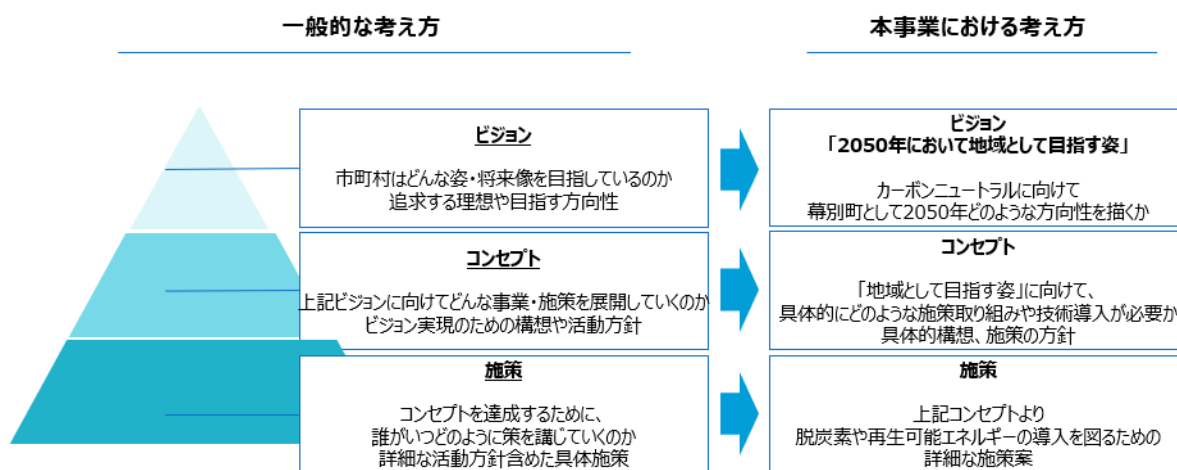 一般的な考え方
本事業における考え方
ビジョン
市町村はどんな姿・将来像を目指しているのか
追求する理想や目指す方向性
ビジョン
「2050年において地域として目指す姿」
カーボンニュートラルに向けて
幕別町として2050年どのような方向性を描くか
コンセプト
上記ビジョンに向けてどんな事業・施策を展開していくのか
ビジョン実現のための構想や活動方針
コンセプト
「地域として目指す姿」に向けて、
具体的にどのような施策取り組みや技術導入が必要か
具体的構想、施策の方針
施策
コンセプトを達成するために、
誰がいつどのように策を講じていくのか
詳細な活動方針含めた具体施策
施策
上記コンセプトより
脱炭素や再生可能エネルギーの導入を図るための
詳細な施策案